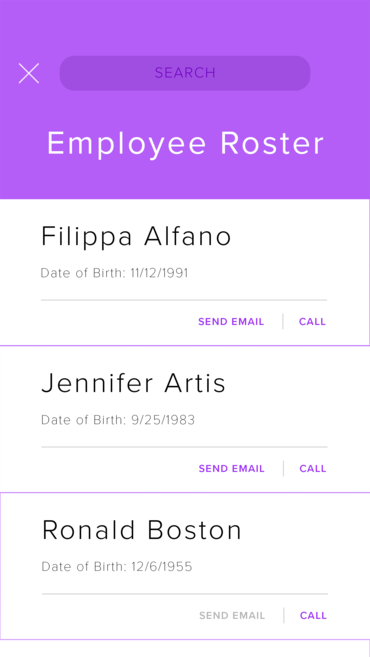 SEARCH
Employee Roster
Filippa Alfano
Date of Birth: 11/12/1991
SEND EMAIL CALL
Jennifer Artis
Date of Birth: 9/25/1983
SEND EMAIL CALL
Ronald Boston
Date of Birth: 12/6/1955
SEND EMAIL CALL